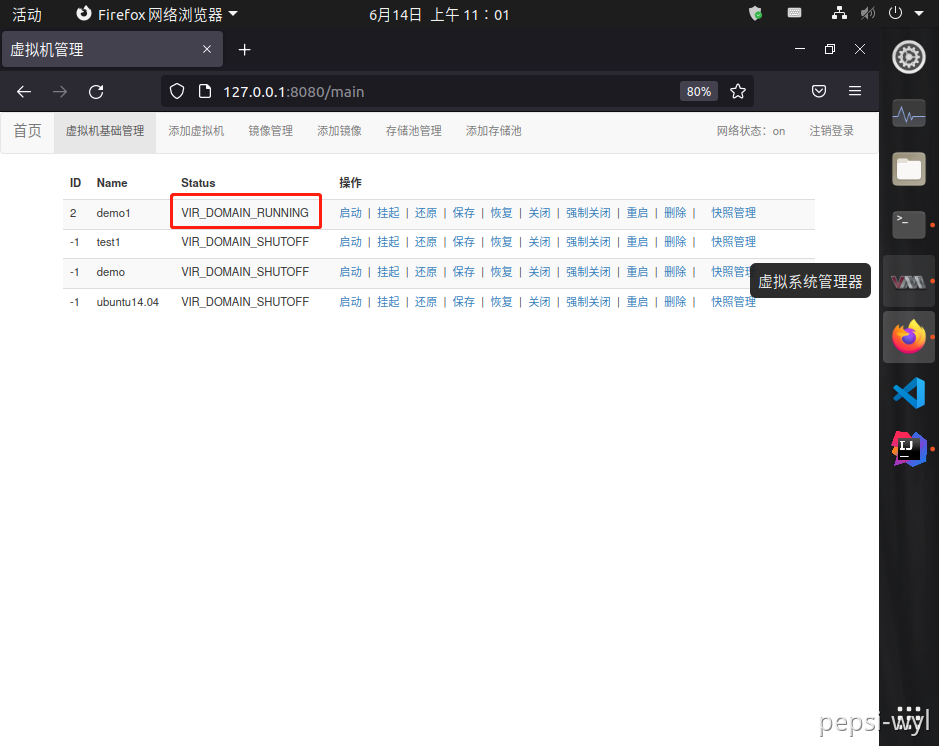 活动 Firefox 网络浏览器 6月14日 上午 11：01
虚拟机管理
127.0.0.1:8080/main 80%
首页 虚拟机基础管理 添加虚拟机 镜像管理 添加镜像 存储池管理 添加存储池 网络状态：on 注销登录
ID Name Status 操作
2 demo1 VIR_DOMAIN_RUNNING 启动 | 挂起 | 还原 | 保存 | 恢复 | 关闭 | 强制关闭 | 重启 | 删除 | 快照管理
-1 test1 VIR_DOMAIN_SHUTOFF 启动 | 挂起 | 还原 | 保存 | 恢复 | 关闭 | 强制关闭 | 重启 | 删除 | 快照管理
-1 demo VIR_DOMAIN_SHUTOFF 启动 | 挂起 | 还原 | 保存 | 恢复 | 关闭 | 强制关闭 | 重启 | 删除 | 快照管理
虚拟系统管理器
-1 ubuntu14.04 VIR_DOMAIN_SHUTOFF 启动 | 挂起 | 还原 | 保存 | 恢复 | 关闭 | 强制关闭 | 重启 | 删除 | 快照管理
IJ
pepsi-wyl